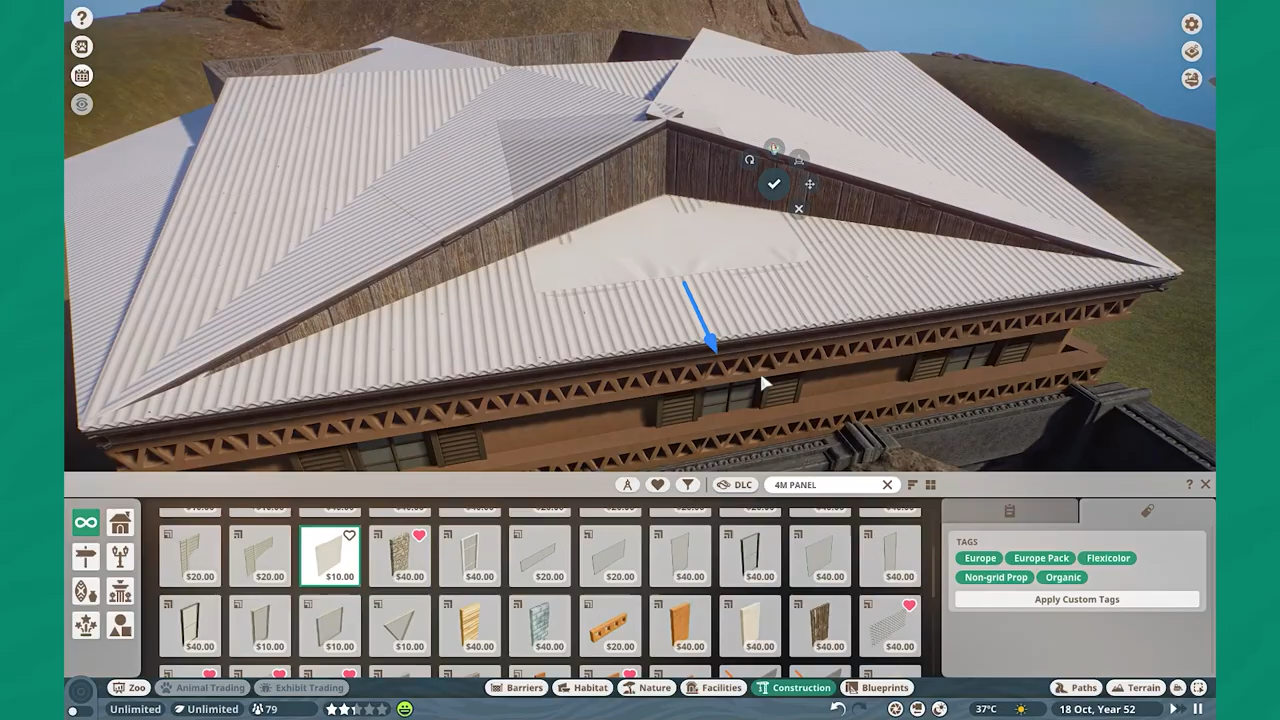 DLC
4M PANEL
?
$20.00 $20.00 $10.00 $40.00 $40.00 $20.00 $20.00 $40.00 $40.00 $40.00 $40.00
$40.00 $10.00 $10.00 $10.00 $40.00 $40.00 $20.00 $40.00 $40.00 $40.00 $40.00
TAGS
Europe Europe Pack Flexicolor
Non-grid Prop Organic
Apply Custom Tags
Zoo Animal Trading Exhibit Trading Barriers Habitat Nature Facilities Construction Blueprints Paths Terrain
Unlimited Unlimited 79 37°C 18 Oct, Year 52